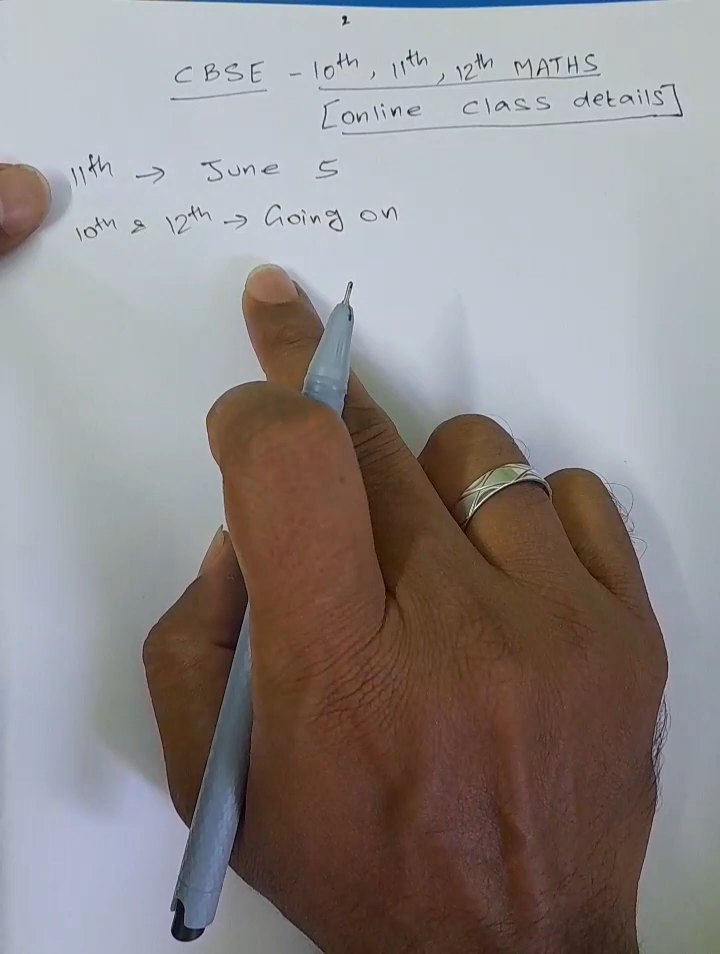 2
CBSE - 10th, 11th, 12th MATHS
[online class details]
11th → June 5
10th & 12th → Going on